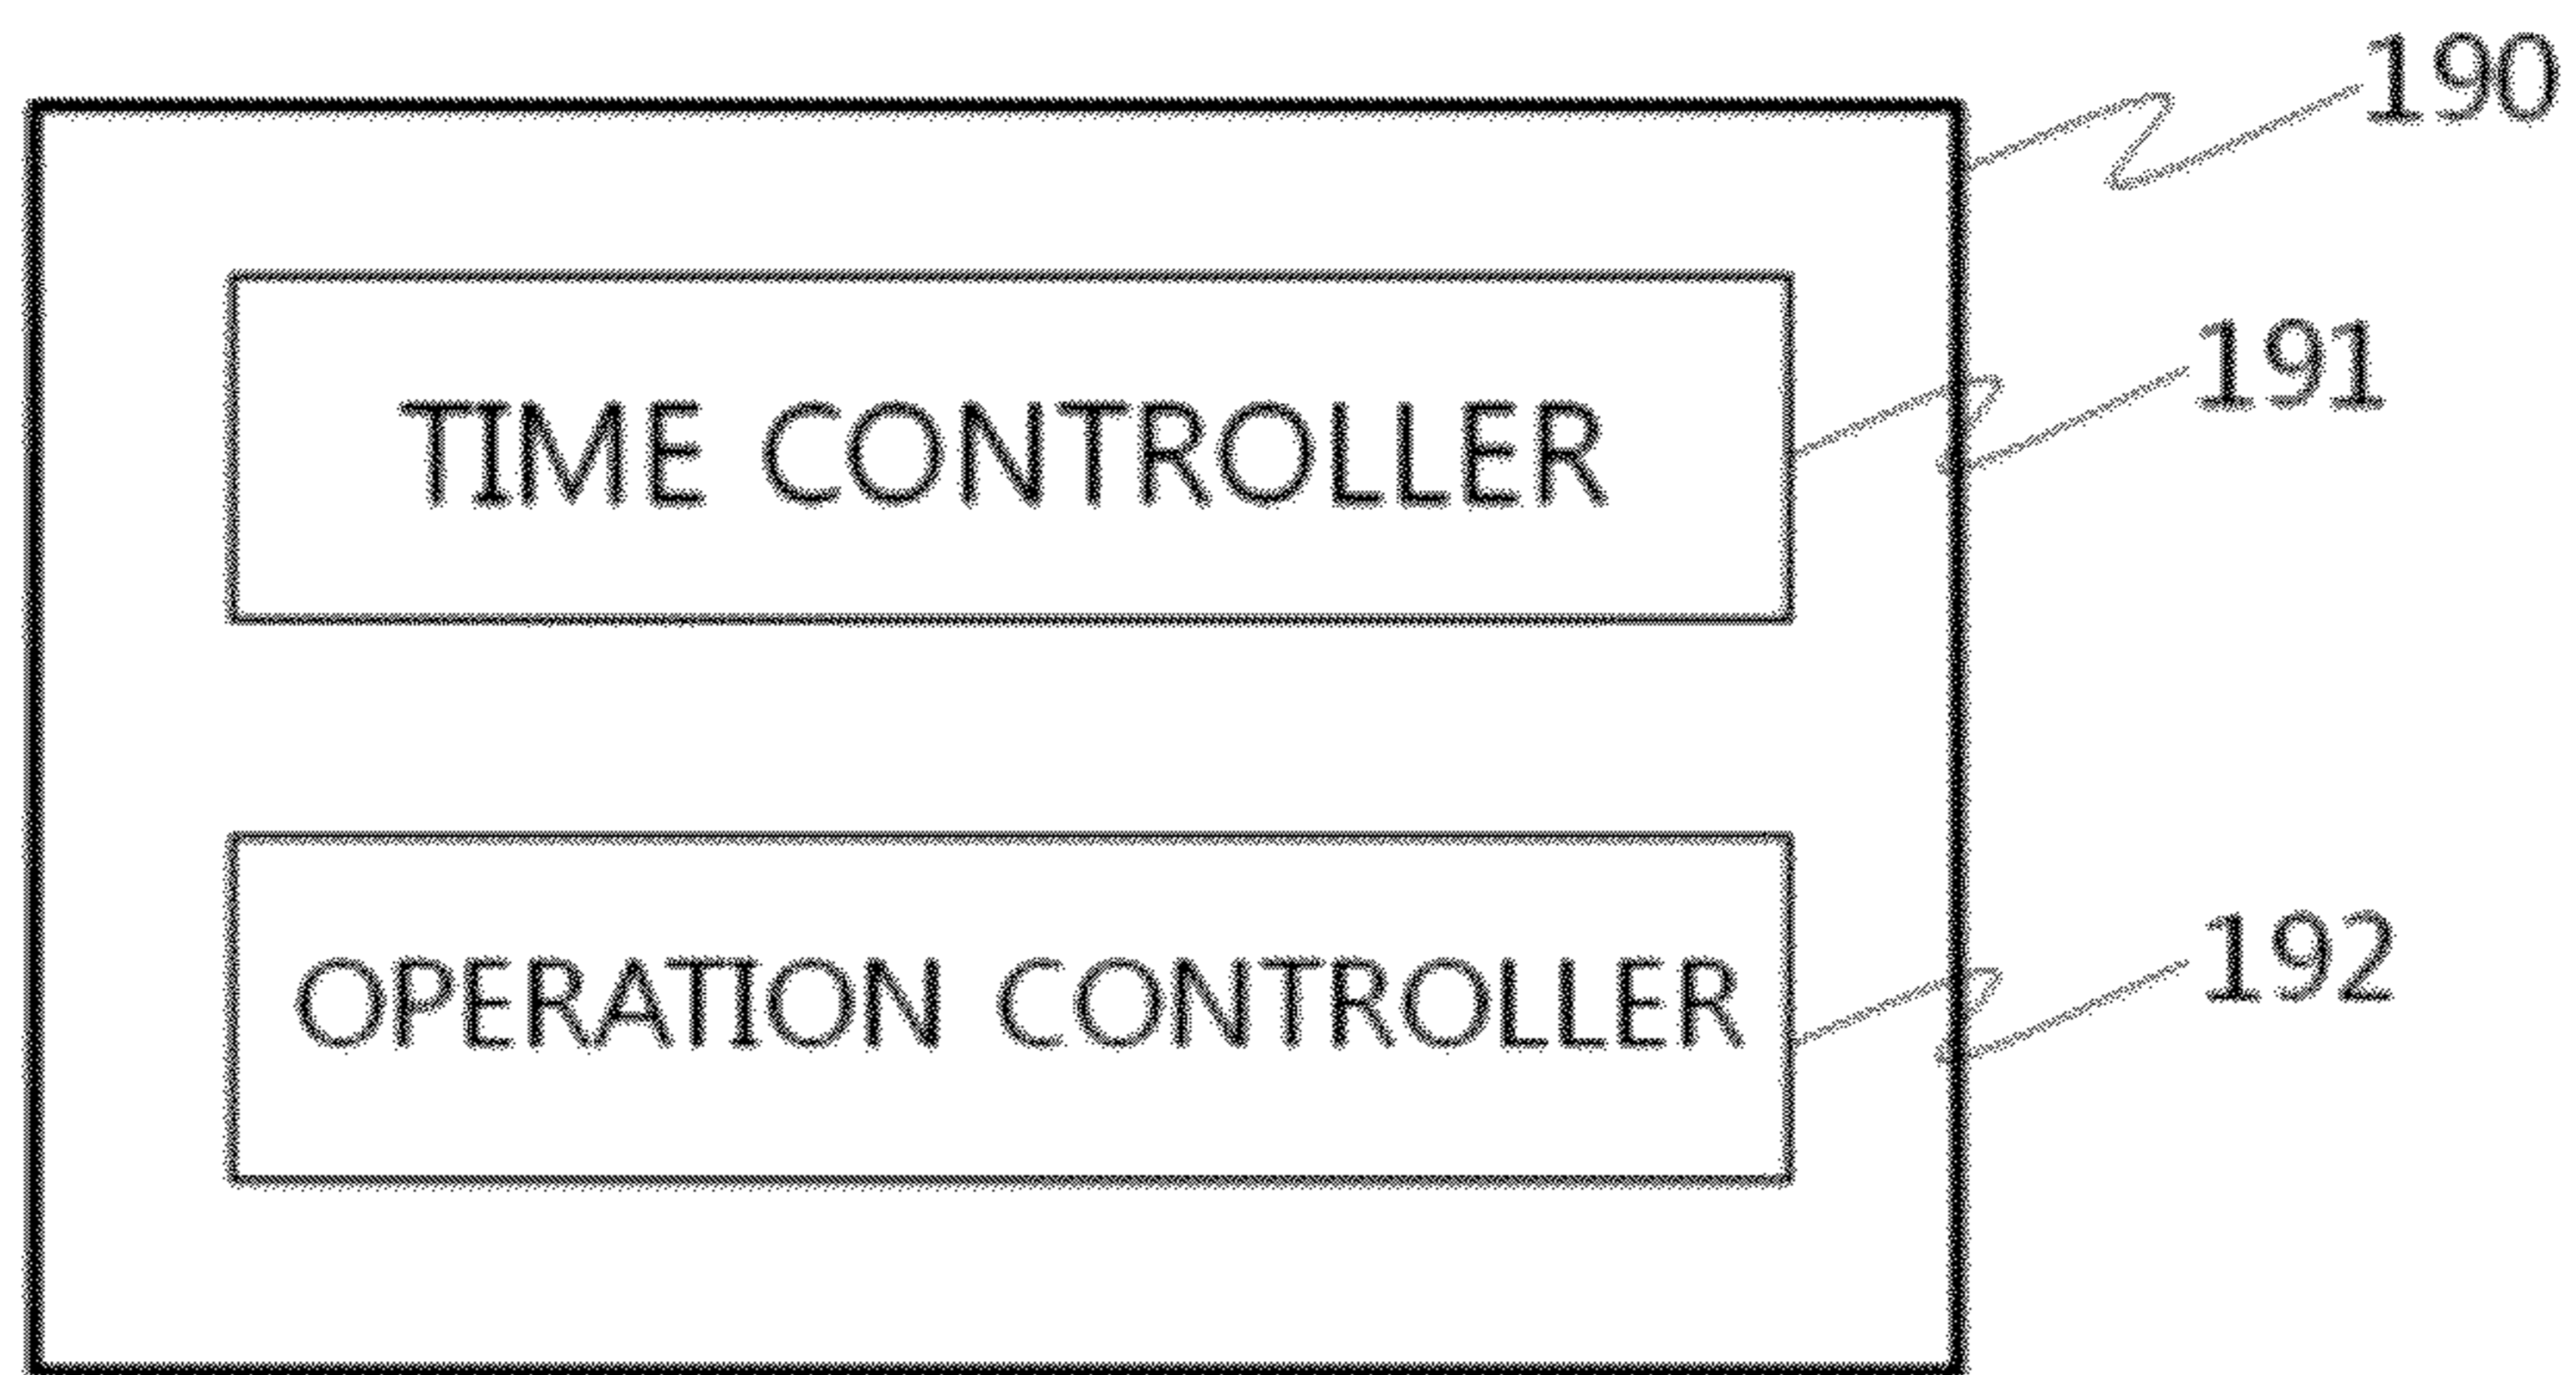 190
191
TIME CONTROLLER
192
OPERATION CONTROLLER